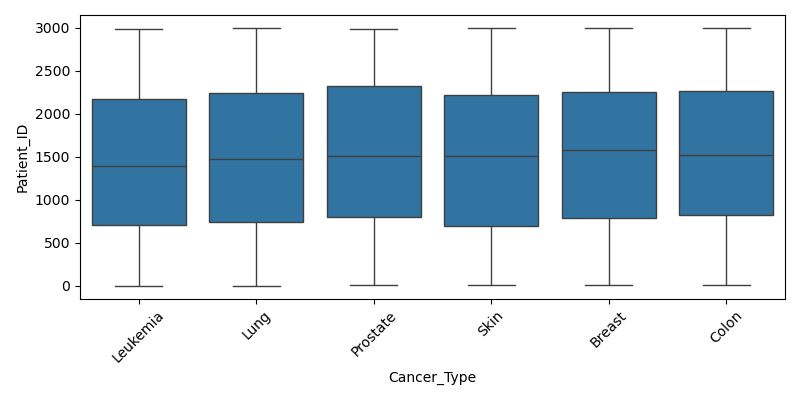 3000
2500
2000
1500
1000
500
0
Patient_ID
Leukemia
Lung
Prostate
Skin
Breast
Colon
Cancer_Type